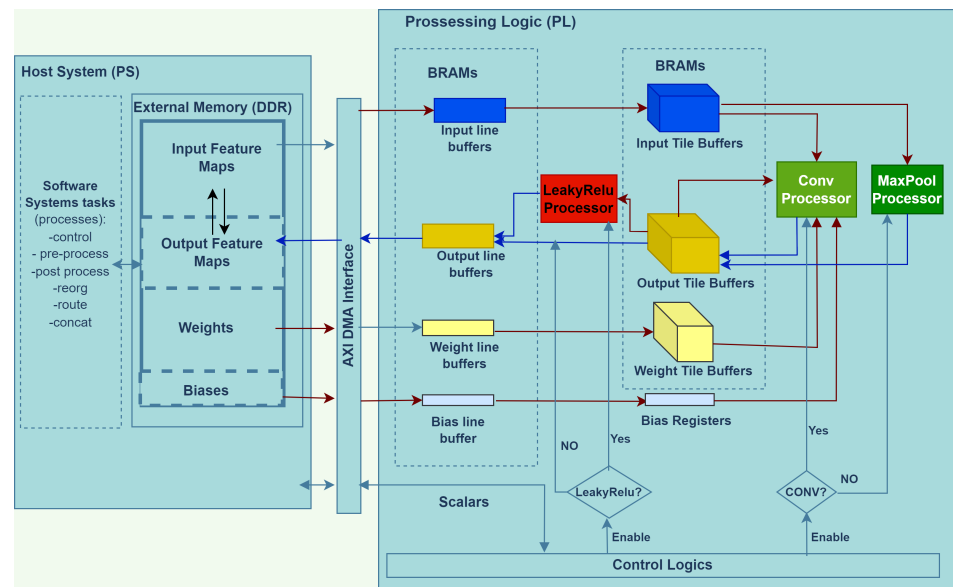 Prossessing Logic (PL)
Host System (PS)
BRAMs
BRAMs
External Memory (DDR)
Input Feature
Maps
Input line
buffers
Input Tile Buffers
Software
Systems tasks
(processes):
-control
- pre-process
-post process
-reorg
-route
-concat
LeakyRelu
Processor
Conv
Processor
MaxPool
Processor
Output Feature
Maps
Output line
buffers
Output Tile Buffers
AXI DMA Interface
Weights
Weight line
buffers
Weight Tile Buffers
Biases
Bias line
buffer
Bias Registers
NO
Yes
Yes
NO
LeakyRelu?
CONV?
Scalars
Enable
Enable
Control Logics